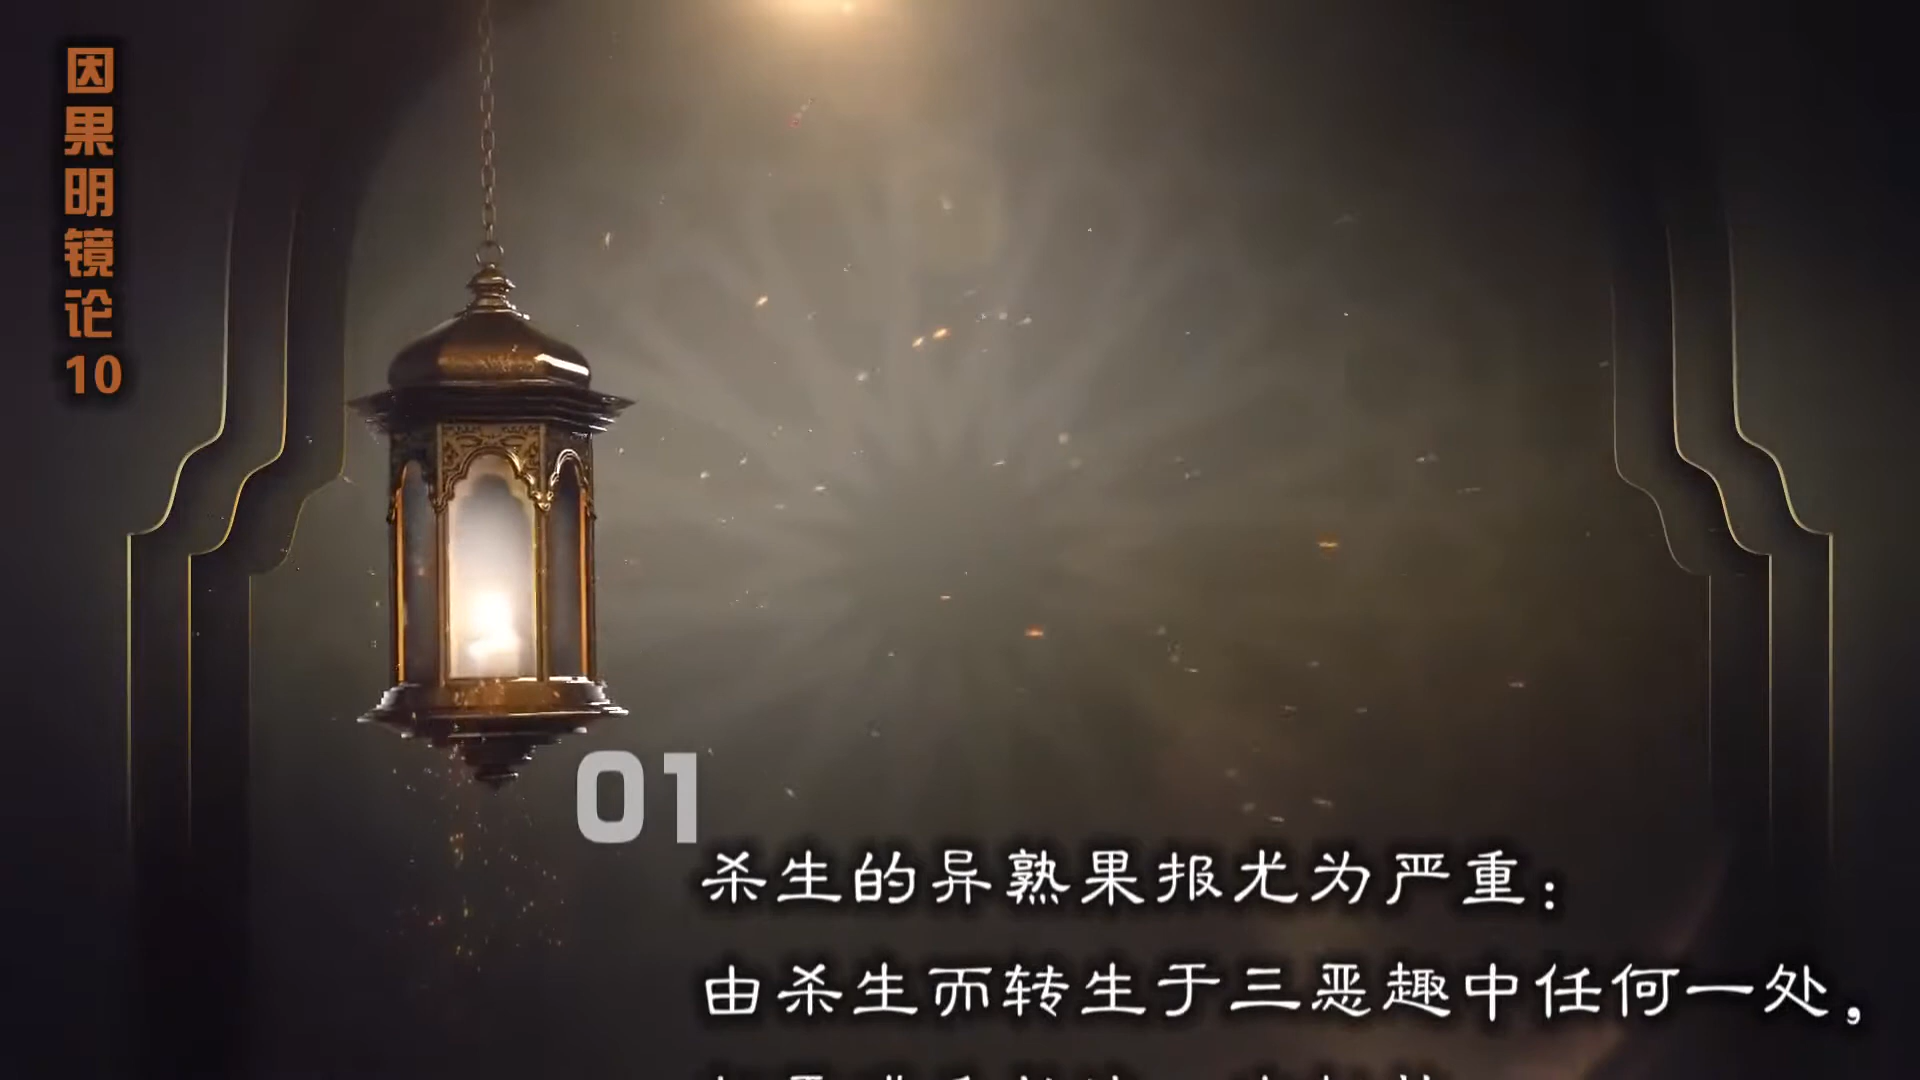 因果明镜论10
01
杀生的异熟果报尤为严重：
由杀生而转生于三恶趣中任何一处，